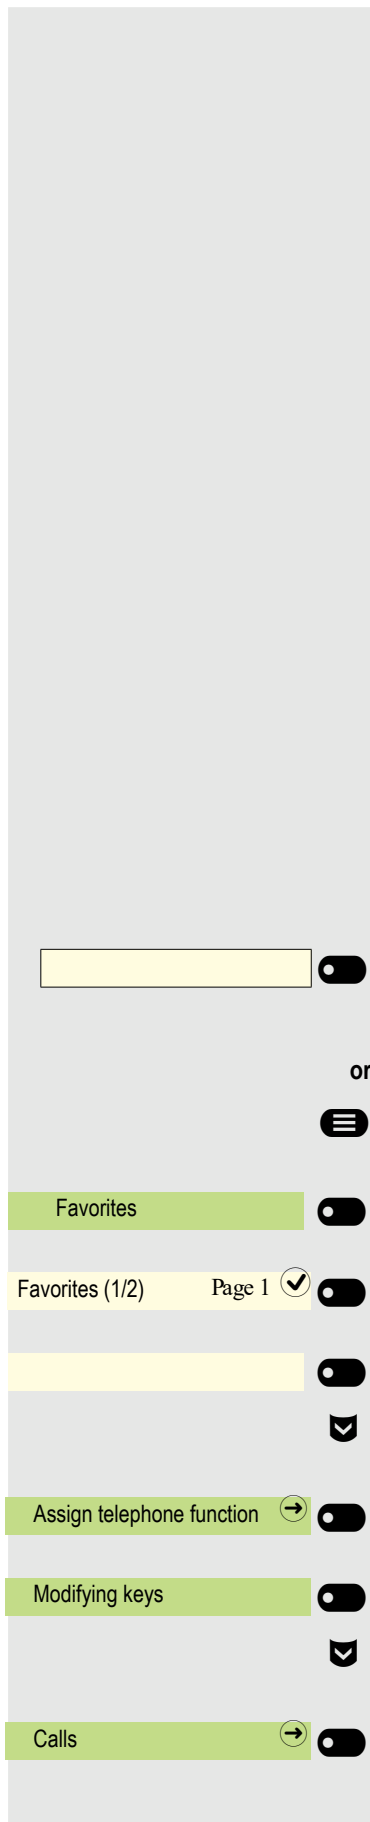 or
Favorites
Favorites (1/2) Page 1
Assign telephone function
Modifying keys
Calls